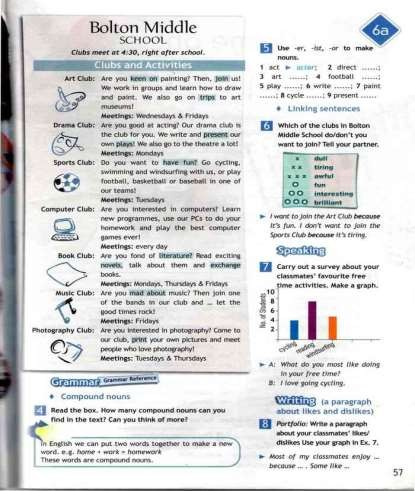 Bolton Middle
SCHOOL
Clubs meet at 4:30, right after school.
Clubs and Activities
Art Club: Are you keen on painting? Then, join us!
We work in groups and learn how to draw
and paint. We also go on trips to art
museums!
Meetings: Wednesdays & Fridays
Drama Club: Are you good at acting? Our drama club is
the club for you. We write and present our
own plays! We also go to the theatre a lot!
Meetings: Mondays
Sports Club: Do you want to have fun? Go cycling,
swimming and windsurfing with us, or play
football, basketball or baseball in one of
our teams!
Meetings: Tuesdays
Computer Club: Are you interested in computers? Learn
new programmes, use our PCs to do your
homework and play the best computer
games ever!
Meetings: every day
Book Club: Are you fond of literature? Read exciting
novels, talk about them and exchange
books.
Meetings: Mondays, Thursdays & Fridays
Music Club: Are you mad about music? Then join one
of the bands in our club and ... let the
good times rock!
Meetings: Fridays
Photography Club: Are you interested in photography? Come to
our club, print your own pictures and meet
people who love photography!
Meetings: Tuesdays & Thursdays
Grammar Grammar Reference
Compound nouns
4 Read the box. How many compound nouns can you
find in the text? Can you think of more?
In English we can put two words together to make a new
word. e.g. home + work = homework
These words are compound nouns.
6a
5 Use -er, -ist, -or to make
nouns.
1 act ► actor; 2 direct ......;
3 art ......; 4 football ......;
5 play ......; 6 write ......; 7 paint
......; 8 cycle ......; 9 present ......
Linking sentences
6 Which of the clubs in Bolton
Middle School do/don't you
want to join? Tell your partner.
x dull
xx tiring
xxx awful
O fun
OO interesting
OOO brilliant
► I want to join the Art Club because
it's fun. I don't want to join the
Sports Club because it's tiring.
Speaking
7 Carry out a survey about your
classmates' favourite free
time activities. Make a graph.
No. of Students
10
8
6
4
2
cycling
reading
windsurfing
► A: What do you most like doing
in your free time?
B: I love going cycling.
Writing (a paragraph
about likes and dislikes)
8 Portfolio: Write a paragraph
about your classmates' likes/
dislikes Use your graph in Ex. 7.
► Most of my classmates enjoy ...
because ... . Some like ...
57